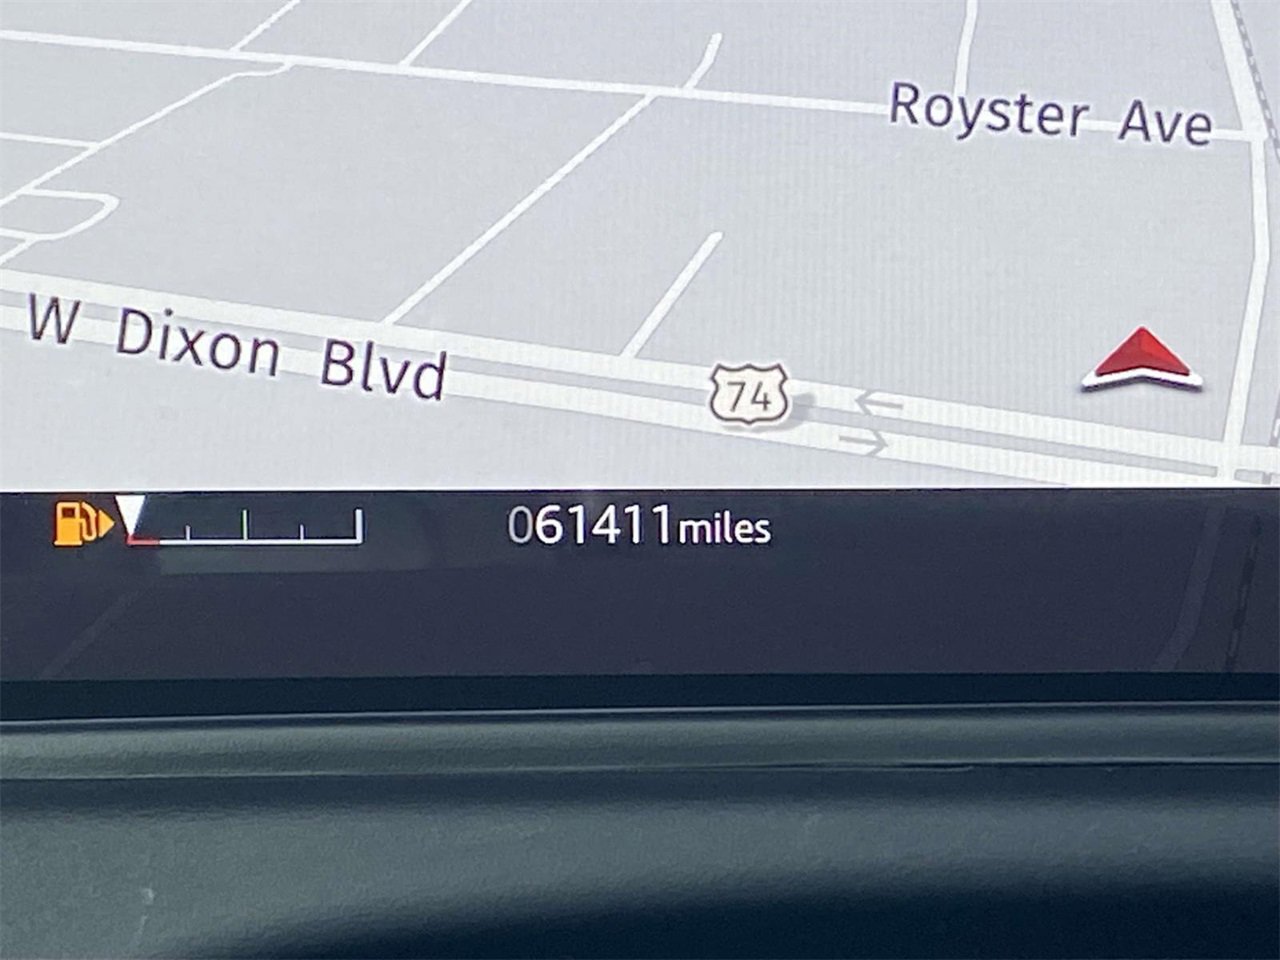 Royster Ave
W Dixon Blvd
74
061411miles